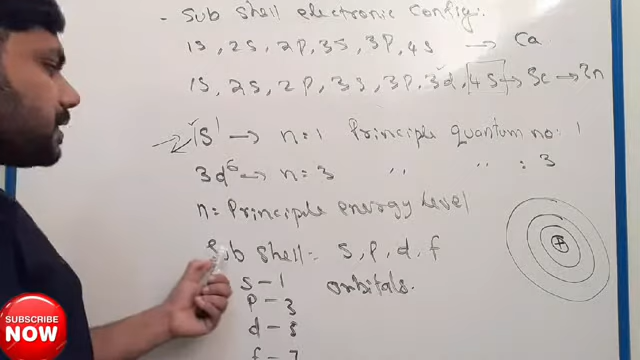 - Sub shell electronic config:
1S, 2S, 2P, 3S, 3P, 4S → Ca
1S, 2S, 2P, 3S, 3P, 3d, 4S → Sc → Zn
1S¹ → n=1 Principle quantum no: 1
3d⁶ → n=3 " " : 3
n= Principle energy level
Sub shell:- S, P, d, f
S-1 orbitals.
P-3
d-5
f-7
SUBSCRIBE
NOW